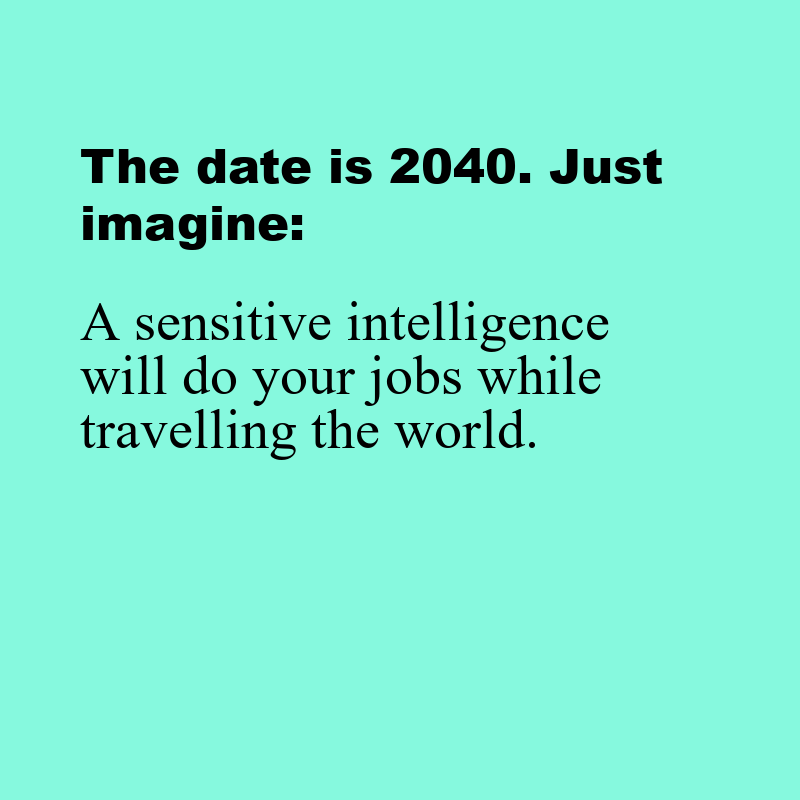 The date is 2040. Just
imagine:
A sensitive intelligence
will do your jobs while
travelling the world.